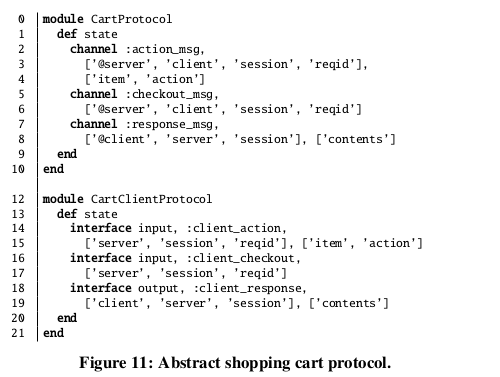 0 module CartProtocol
1   def state
2     channel :action_msg,
3       ['@server', 'client', 'session', 'reqid'],
4       ['item', 'action']
5     channel :checkout_msg,
6       ['@server', 'client', 'session', 'reqid']
7     channel :response_msg,
8       ['@client', 'server', 'session'], ['contents']
9   end
10 end
12 module CartClientProtocol
13   def state
14     interface input, :client_action,
15       ['server', 'session', 'reqid'], ['item', 'action']
16     interface input, :client_checkout,
17       ['server', 'session', 'reqid']
18     interface output, :client_response,
19       ['client', 'server', 'session'], ['contents']
20   end
21 end
Figure 11: Abstract shopping cart protocol.